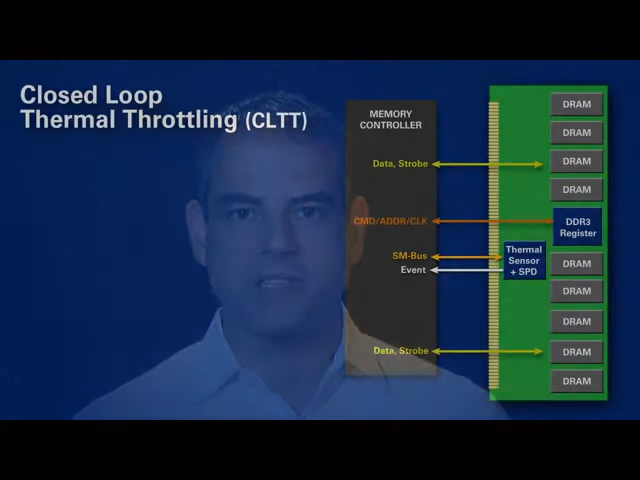 Closed Loop
Thermal Throttling (CLTT)
MEMORY
CONTROLLER
Data, Strobe
CMD/ADDR/CLK
SM-Bus
Event
Data, Strobe
DRAM
DRAM
DRAM
DRAM
DDR3
Register
Thermal
Sensor
+ SPD
DRAM
DRAM
DRAM
DRAM
DRAM